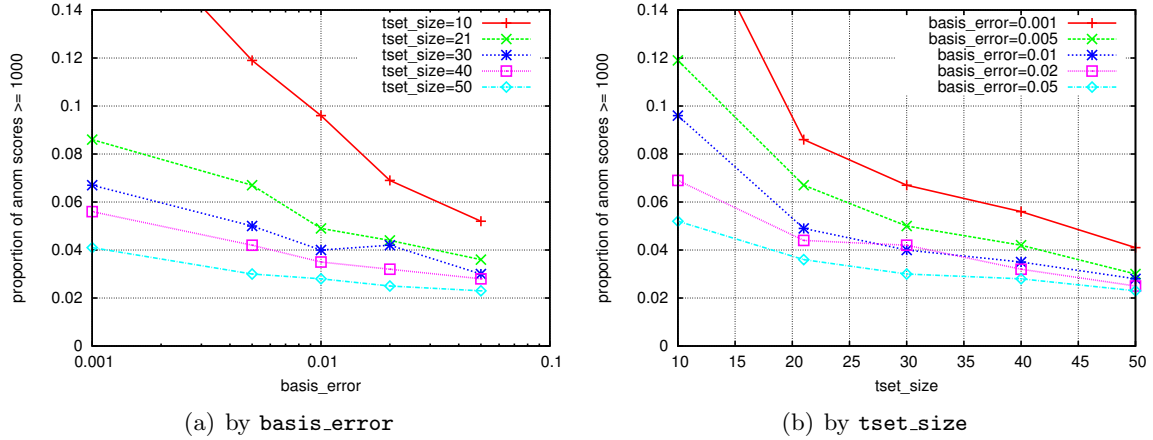 proportion of anom scores >= 1000
0.14
0.12
0.1
0.08
0.06
0.04
0.02
0
tset_size=10
tset_size=21
tset_size=30
tset_size=40
tset_size=50
0.001
0.01
0.1
basis_error
(a) by basis_error
proportion of anom scores >= 1000
0.14
0.12
0.1
0.08
0.06
0.04
0.02
0
basis_error=0.001
basis_error=0.005
basis_error=0.01
basis_error=0.02
basis_error=0.05
10 15 20 25 30 35 40 45 50
tset_size
(b) by tset_size